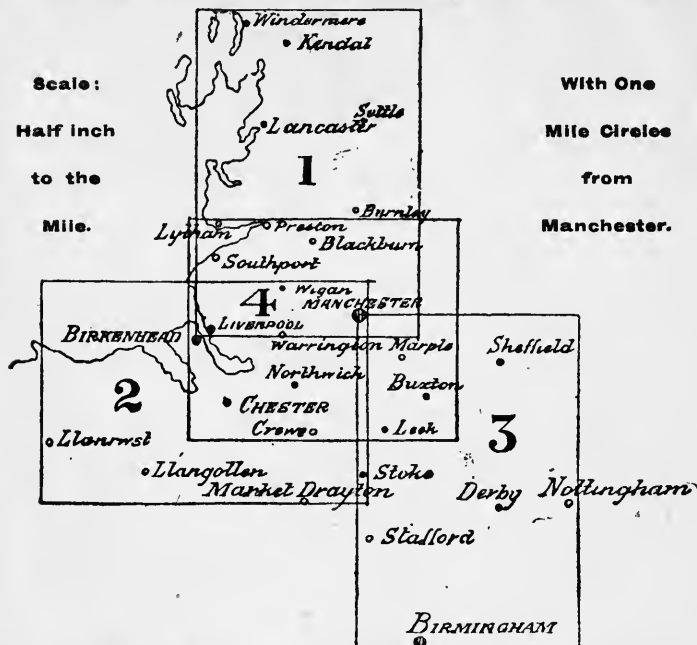 Scale:
Half inch
to the
Mile.
With One
Mile Circles
from
Manchester.
Windermere
Kendal
Settle
Lancaster
1
Burnley
Lytham
Preston
Blackburn
Southport
Wigan
4
MANCHESTER
LIVERPOOL
BIRKENHEAD
Warrington
Marple
Sheffield
Northwich
Buxton
2
CHESTER
3
Llanrwst
Crewe
Leek
Llangollen
Stoke
Market Drayton
Derby
Nottingham
Stafford
BIRMINGHAM